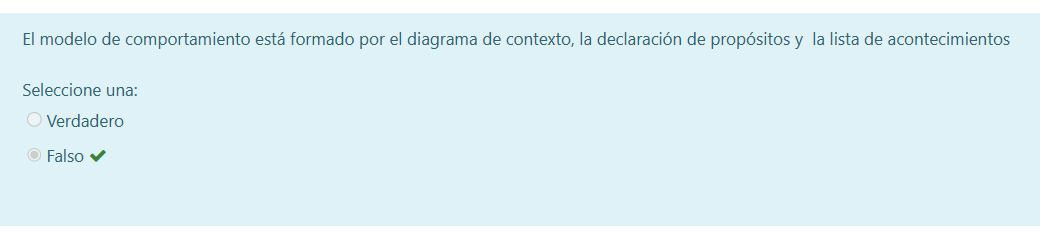 El modelo de comportamiento está formado por el diagrama de contexto, la declaración de propósitos y  la lista de acontecimientos
Seleccione una:
Verdadero
Falso